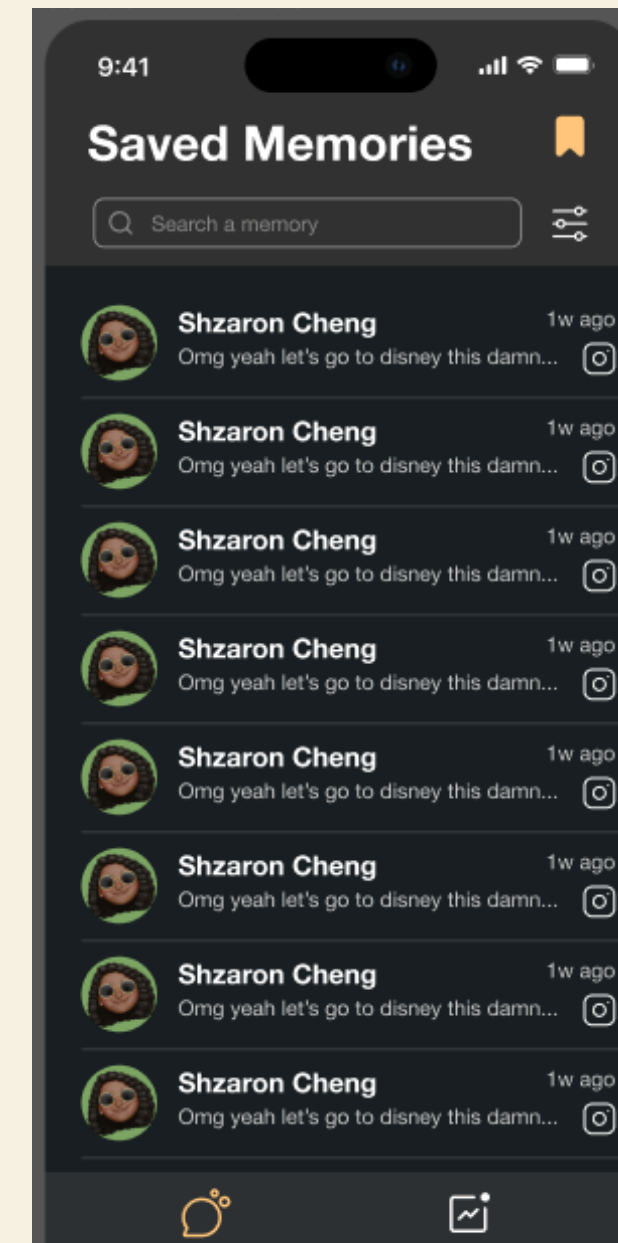 9:41
Saved Memories
Search a memory
Shzaron Cheng 1w ago
Omg yeah let's go to disney this damn...
Shzaron Cheng 1w ago
Omg yeah let's go to disney this damn...
Shzaron Cheng 1w ago
Omg yeah let's go to disney this damn...
Shzaron Cheng 1w ago
Omg yeah let's go to disney this damn...
Shzaron Cheng 1w ago
Omg yeah let's go to disney this damn...
Shzaron Cheng 1w ago
Omg yeah let's go to disney this damn...
Shzaron Cheng 1w ago
Omg yeah let's go to disney this damn...
Shzaron Cheng 1w ago
Omg yeah let's go to disney this damn...